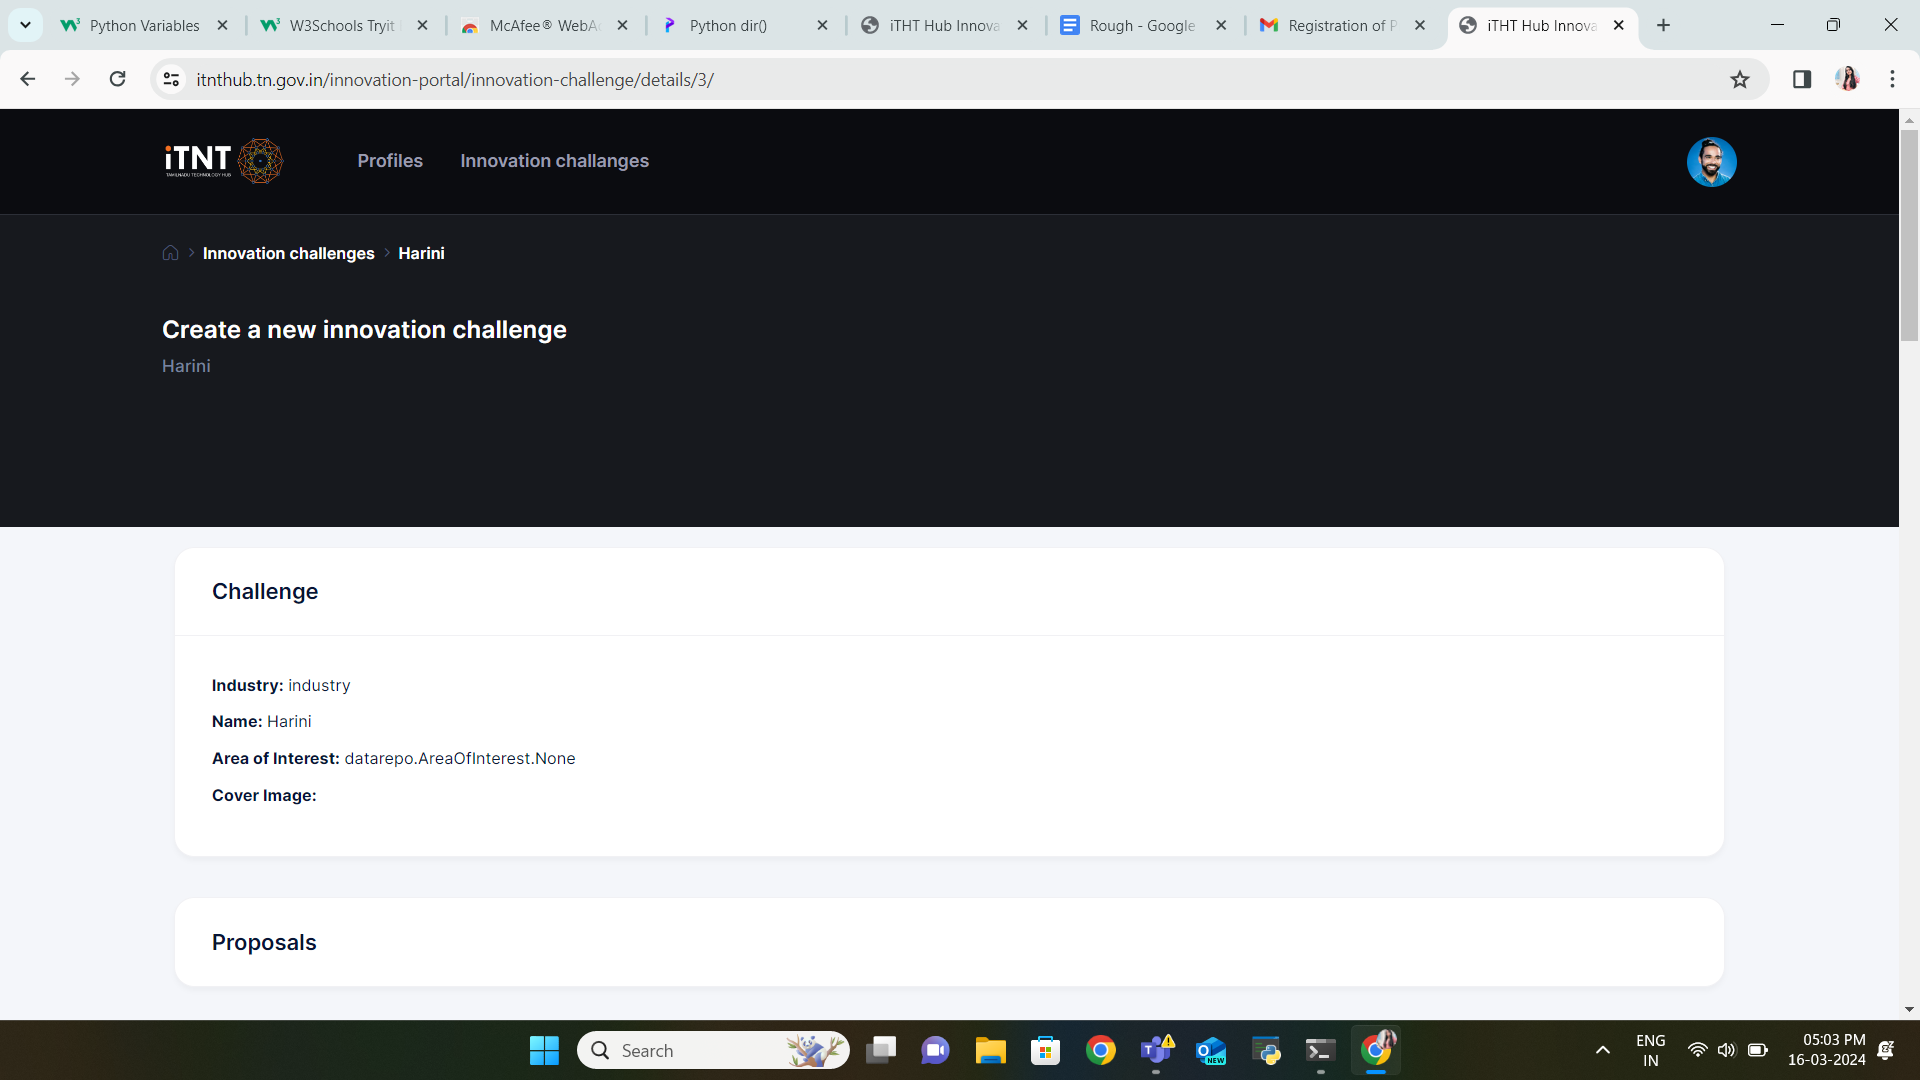 Python Variables
W3Schools Tryit
McAfee® WebA
Python dir()
iTHT Hub Innova
Rough - Google
Registration of P
iTHT Hub Innova
itnthub.tn.gov.in/innovation-portal/innovation-challenge/details/3/
iTNT
TAMILNADU TECHNOLOGY HUB
Profiles
Innovation challanges
Innovation challenges > Harini
Create a new innovation challenge
Harini
Challenge
Industry: industry
Name: Harini
Area of Interest: datarepo.AreaOfInterest.None
Cover Image:
Proposals
Search
NEW
ENG
IN
05:03 PM
16-03-2024